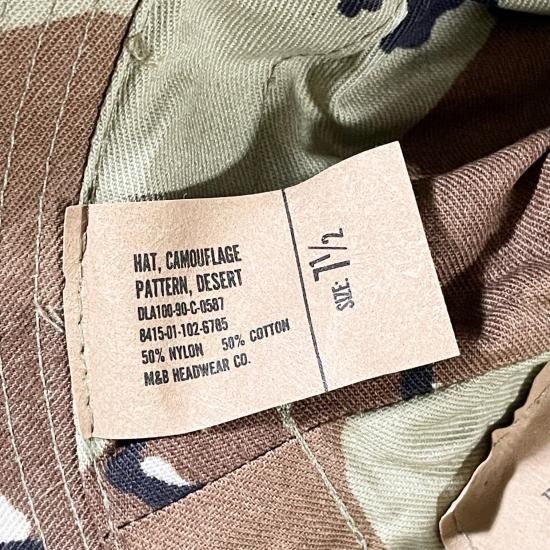 HAT, CAMOUFLAGE
PATTERN, DESERT
DLA100-90-C-0587
8415-01-102-6705
50% NYLON 50% COTTON
M&B HEADWEAR CO.
SIZE: 7 1/2